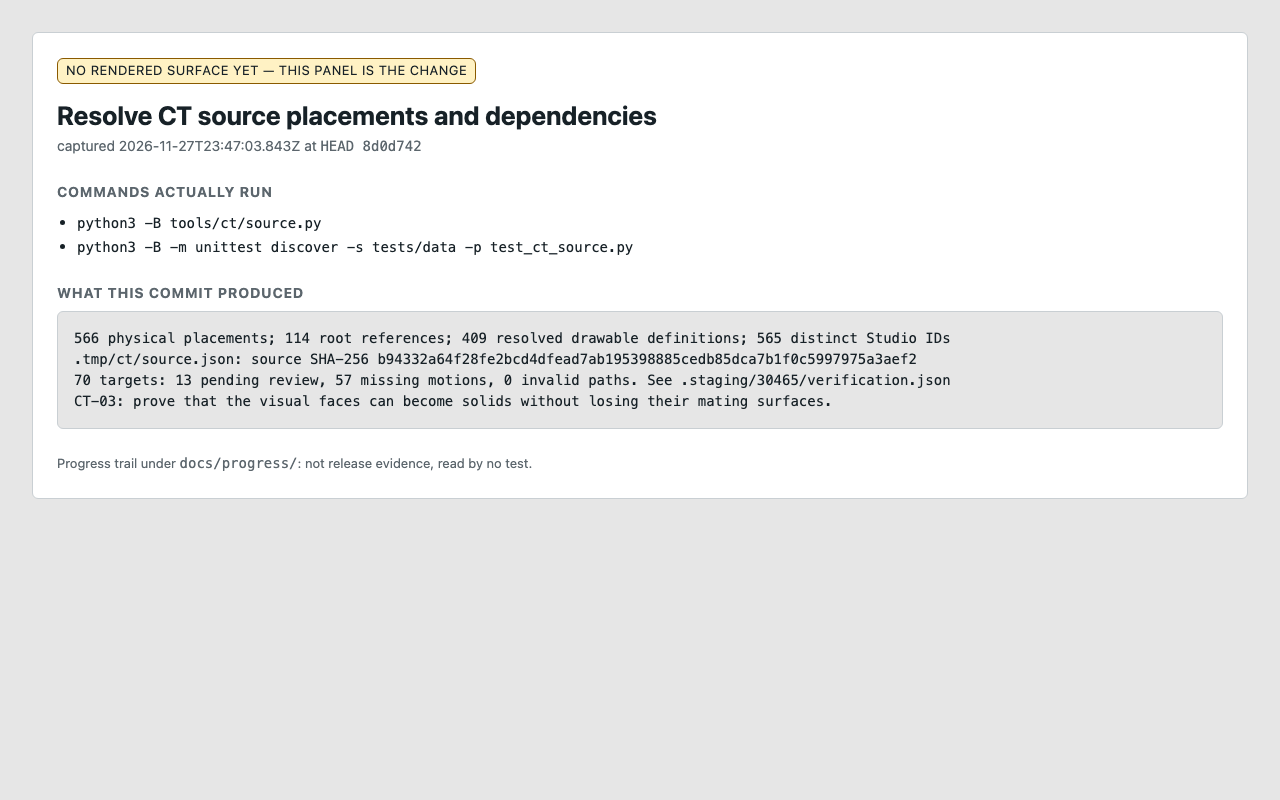 NO RENDERED SURFACE YET — THIS PANEL IS THE CHANGE
Resolve CT source placements and dependencies
captured 2026-11-27T23:47:03.843Z at HEAD 8d0d742
COMMANDS ACTUALLY RUN
• python3 -B tools/ct/source.py
• python3 -B -m unittest discover -s tests/data -p test_ct_source.py
WHAT THIS COMMIT PRODUCED
566 physical placements; 114 root references; 409 resolved drawable definitions; 565 distinct Studio IDs
.tmp/ct/source.json: source SHA-256 b94332a64f28fe2bcd4dfead7ab195398885cedb85dca7b1f0c5997975a3aef2
70 targets: 13 pending review, 57 missing motions, 0 invalid paths. See .staging/30465/verification.json
CT-03: prove that the visual faces can become solids without losing their mating surfaces.
Progress trail under docs/progress/: not release evidence, read by no test.